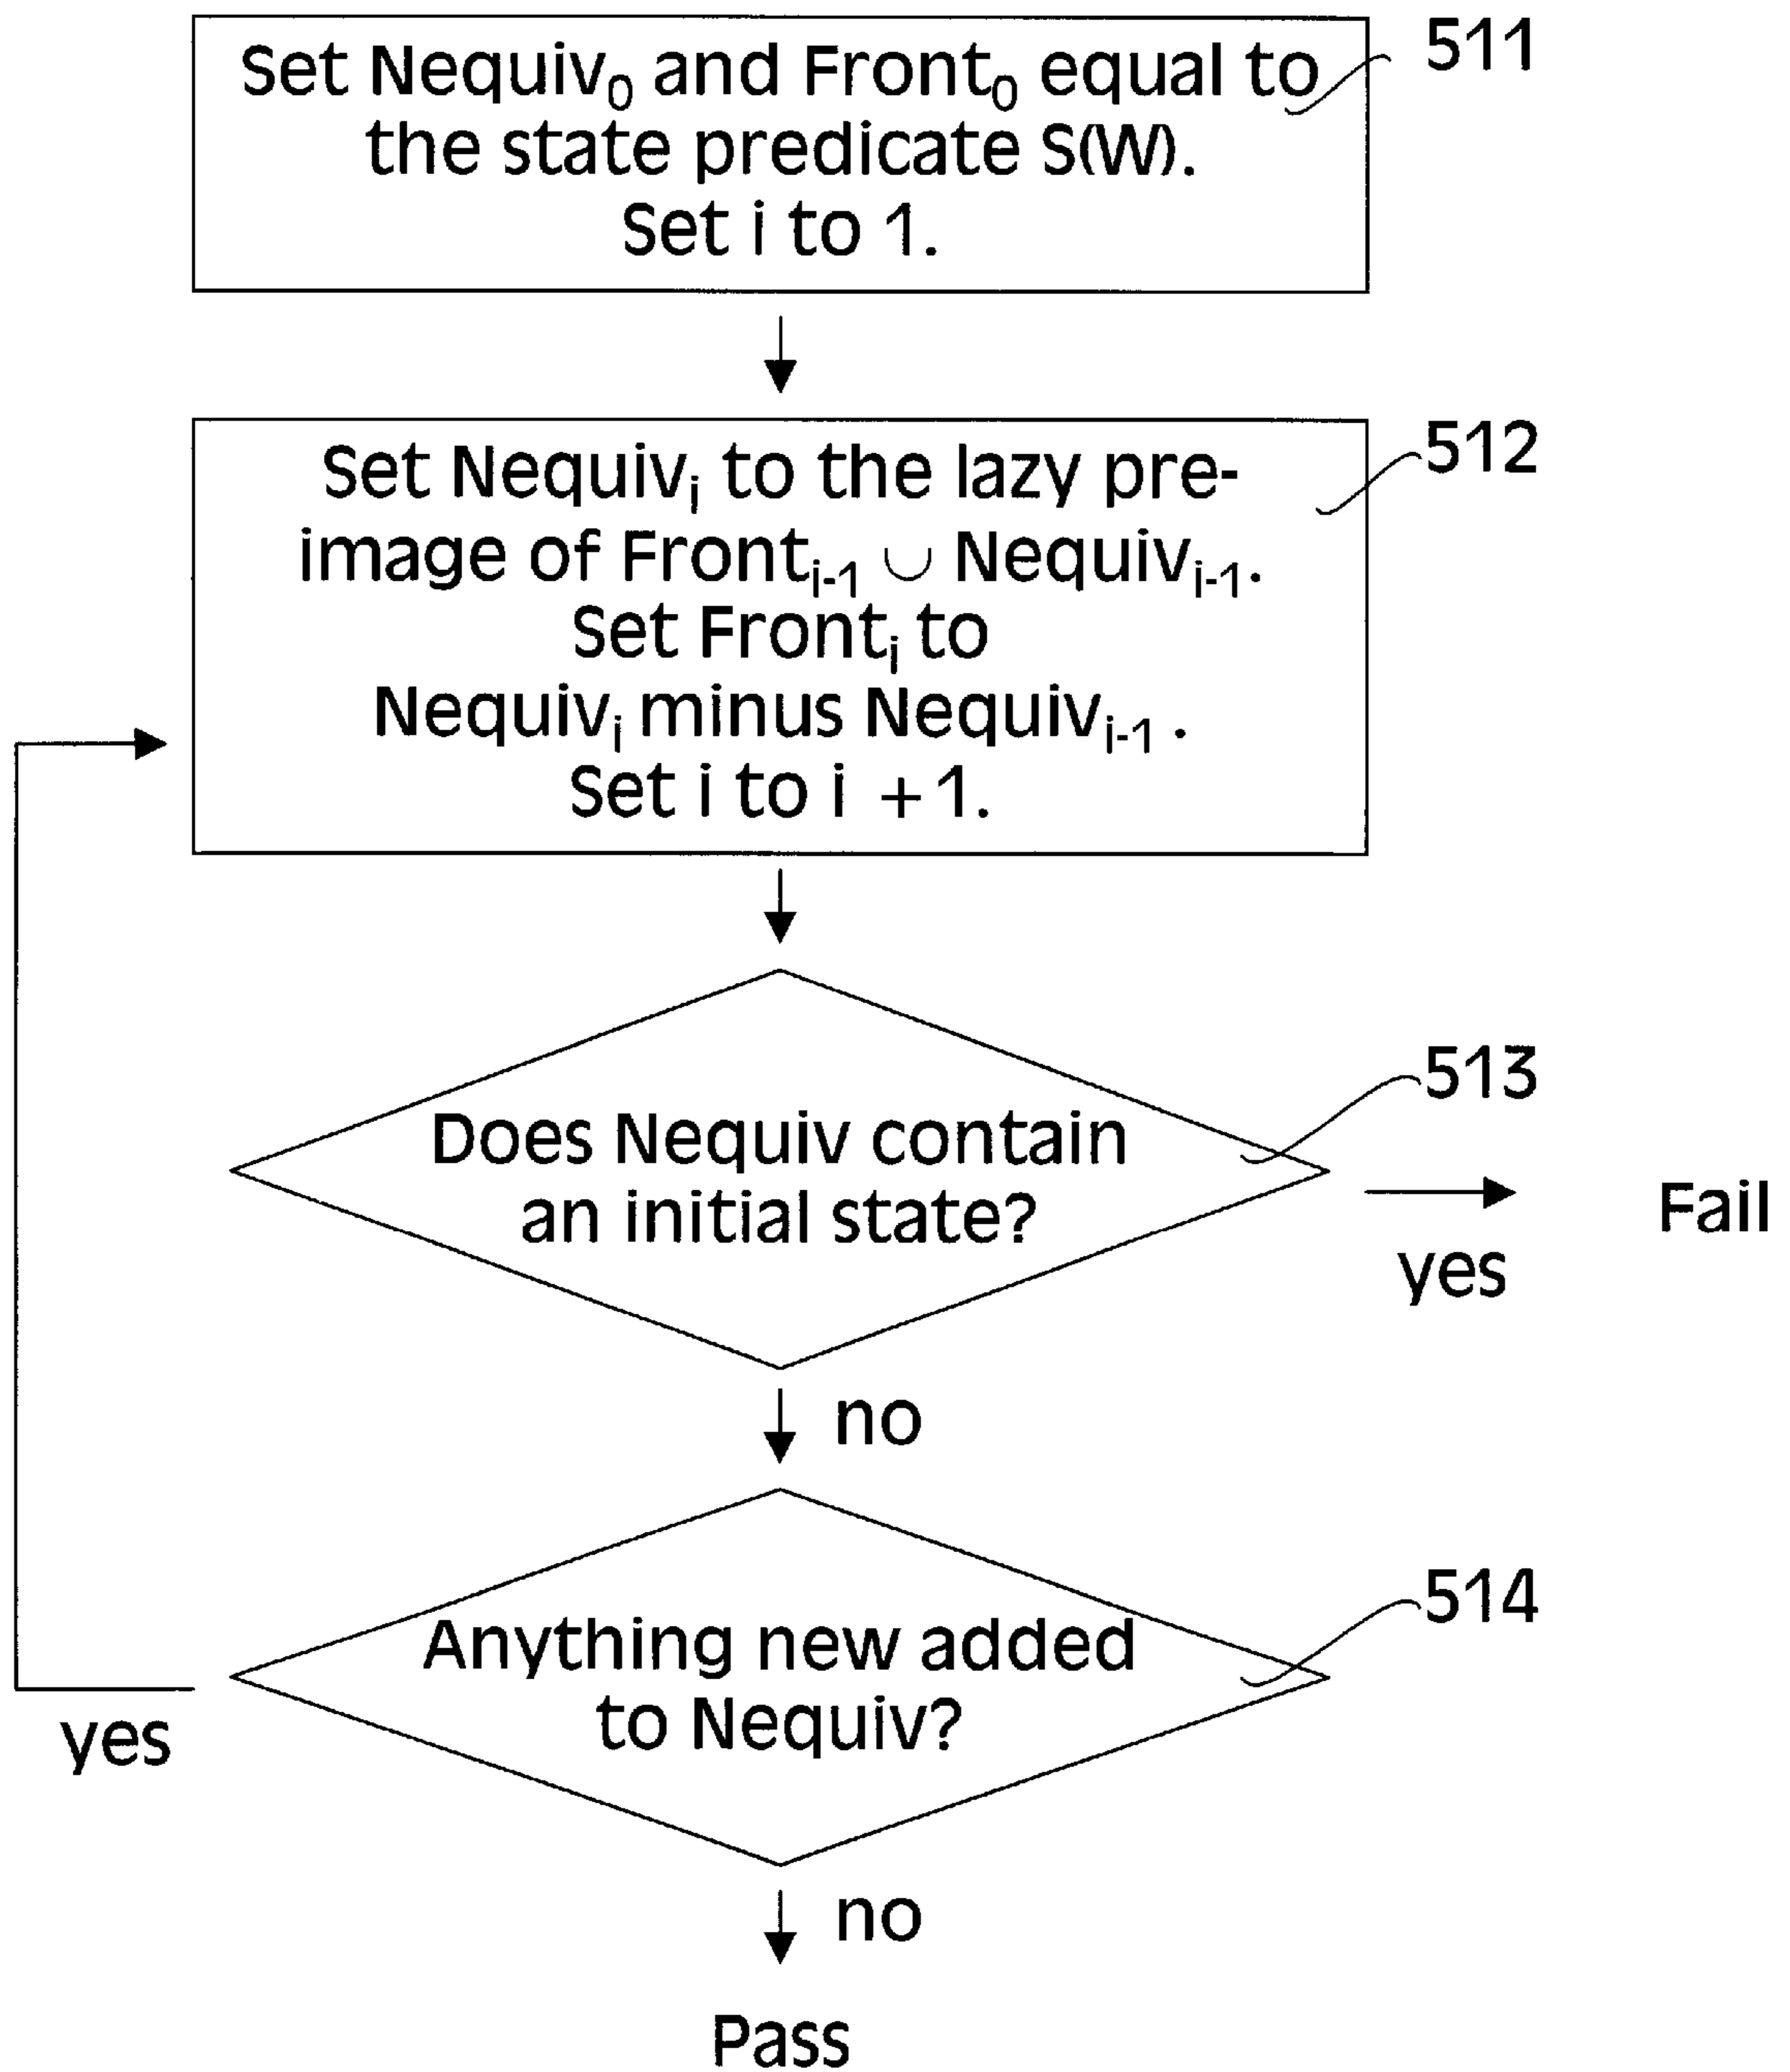 Set Nequiv₀ and Front₀ equal to
the state predicate S(W).
Set i to 1.
511
Set Nequivᵢ to the lazy pre-
image of Frontᵢ₋₁ ∪ Nequivᵢ₋₁.
Set Frontᵢ to
Nequivᵢ minus Nequivᵢ₋₁ .
Set i to i + 1.
512
Does Nequiv contain
an initial state?
513
yes
Fail
no
Anything new added
to Nequiv?
514
yes
no
Pass